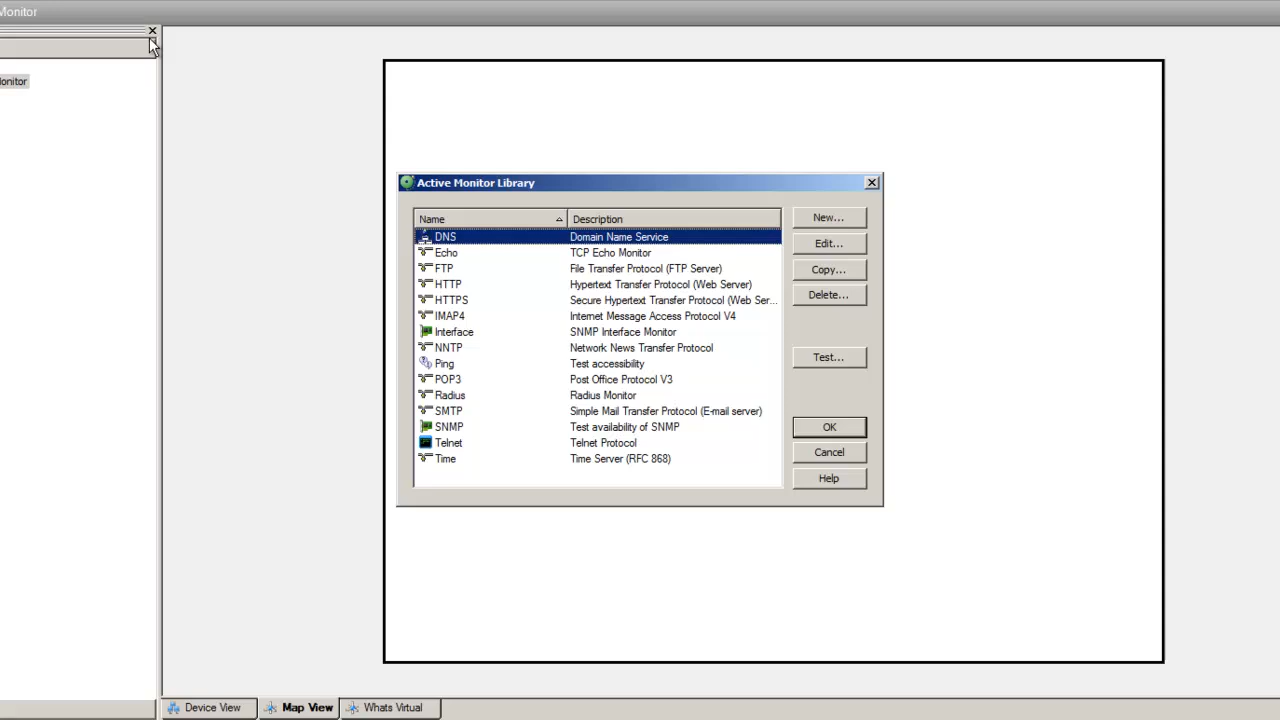 Monitor
onitor
Active Monitor Library
Name Description
DNS Domain Name Service
Echo TCP Echo Monitor
FTP File Transfer Protocol (FTP Server)
HTTP Hypertext Transfer Protocol (Web Server)
HTTPS Secure Hypertext Transfer Protocol (Web Ser...
IMAP4 Internet Message Access Protocol V4
Interface SNMP Interface Monitor
NNTP Network News Transfer Protocol
Ping Test accessibility
POP3 Post Office Protocol V3
Radius Radius Monitor
SMTP Simple Mail Transfer Protocol (E-mail server)
SNMP Test availability of SNMP
Telnet Telnet Protocol
Time Time Server (RFC 868)
New...
Edit...
Copy...
Delete...
Test...
OK
Cancel
Help
Device View Map View Whats Virtual